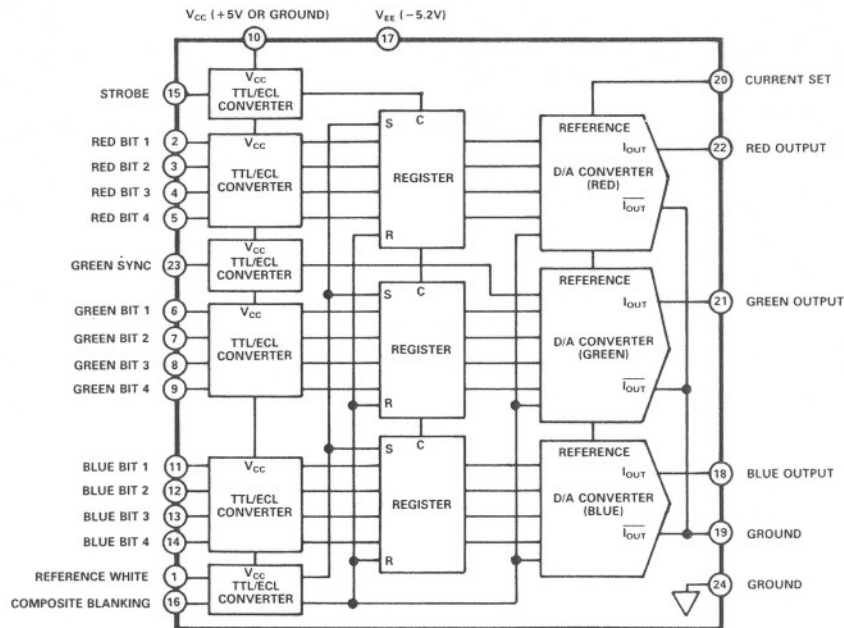 VCC (+5V OR GROUND)
VEE (−5.2V)
10
17
VCC
TTL/ECL
CONVERTER
STROBE
15
20
CURRENT SET
RED BIT 1
2
RED BIT 2
3
RED BIT 3
4
RED BIT 4
5
VCC
TTL/ECL
CONVERTER
S
C
REGISTER
R
REFERENCE
IOUT
D/A CONVERTER
(RED)
IOUT
22
RED OUTPUT
GREEN SYNC
23
VCC
TTL/ECL
CONVERTER
GREEN BIT 1
6
GREEN BIT 2
7
GREEN BIT 3
8
GREEN BIT 4
9
VCC
TTL/ECL
CONVERTER
S
C
REGISTER
R
REFERENCE
IOUT
D/A CONVERTER
(GREEN)
IOUT
21
GREEN OUTPUT
BLUE BIT 1
11
BLUE BIT 2
12
BLUE BIT 3
13
BLUE BIT 4
14
VCC
TTL/ECL
CONVERTER
S
C
REGISTER
R
REFERENCE
IOUT
D/A CONVERTER
(BLUE)
IOUT
18
BLUE OUTPUT
19
GROUND
REFERENCE WHITE
1
COMPOSITE BLANKING
16
VCC
TTL/ECL
CONVERTER
24
GROUND